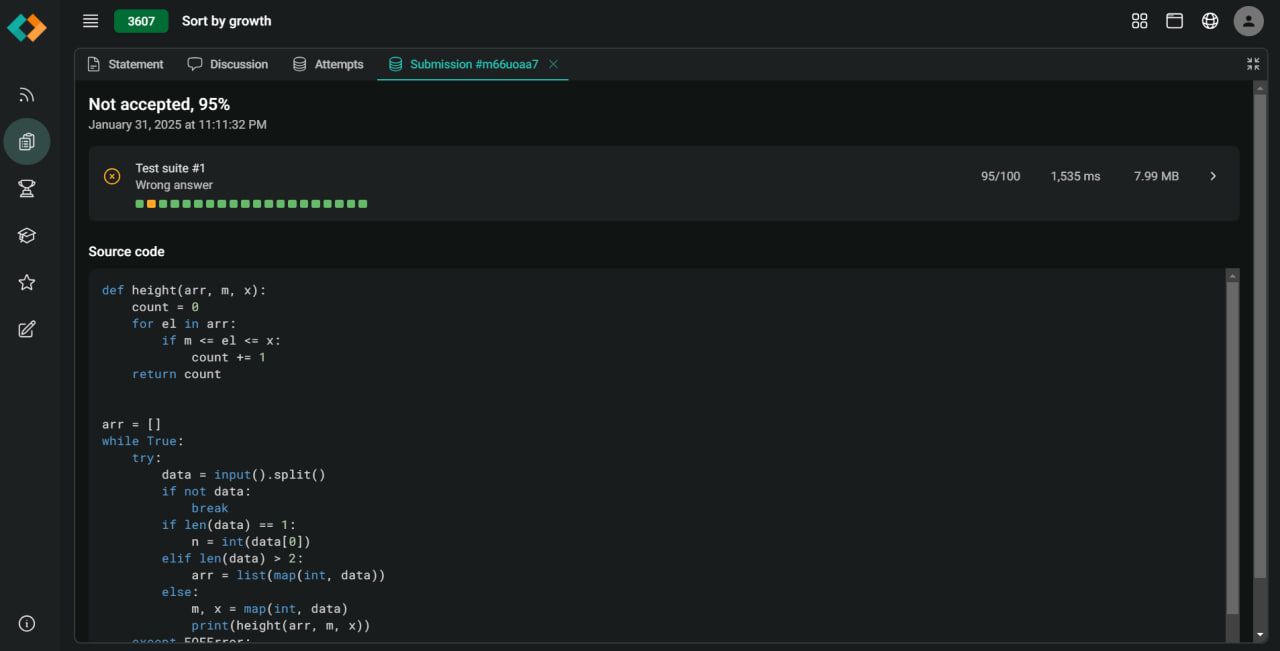 3607 Sort by growth
Statement Discussion Attempts Submission #m66uoaa7
Not accepted, 95%
January 31, 2025 at 11:11:32 PM
Test suite #1
Wrong answer
95/100 1,535 ms 7.99 MB
Source code
def height(arr, m, x):
    count = 0
    for el in arr:
        if m <= el <= x:
            count += 1
    return count
arr = []
while True:
    try:
        data = input().split()
        if not data:
            break
        if len(data) == 1:
            n = int(data[0])
        elif len(data) > 2:
            arr = list(map(int, data))
        else:
            m, x = map(int, data)
            print(height(arr, m, x))
    except EOFError: